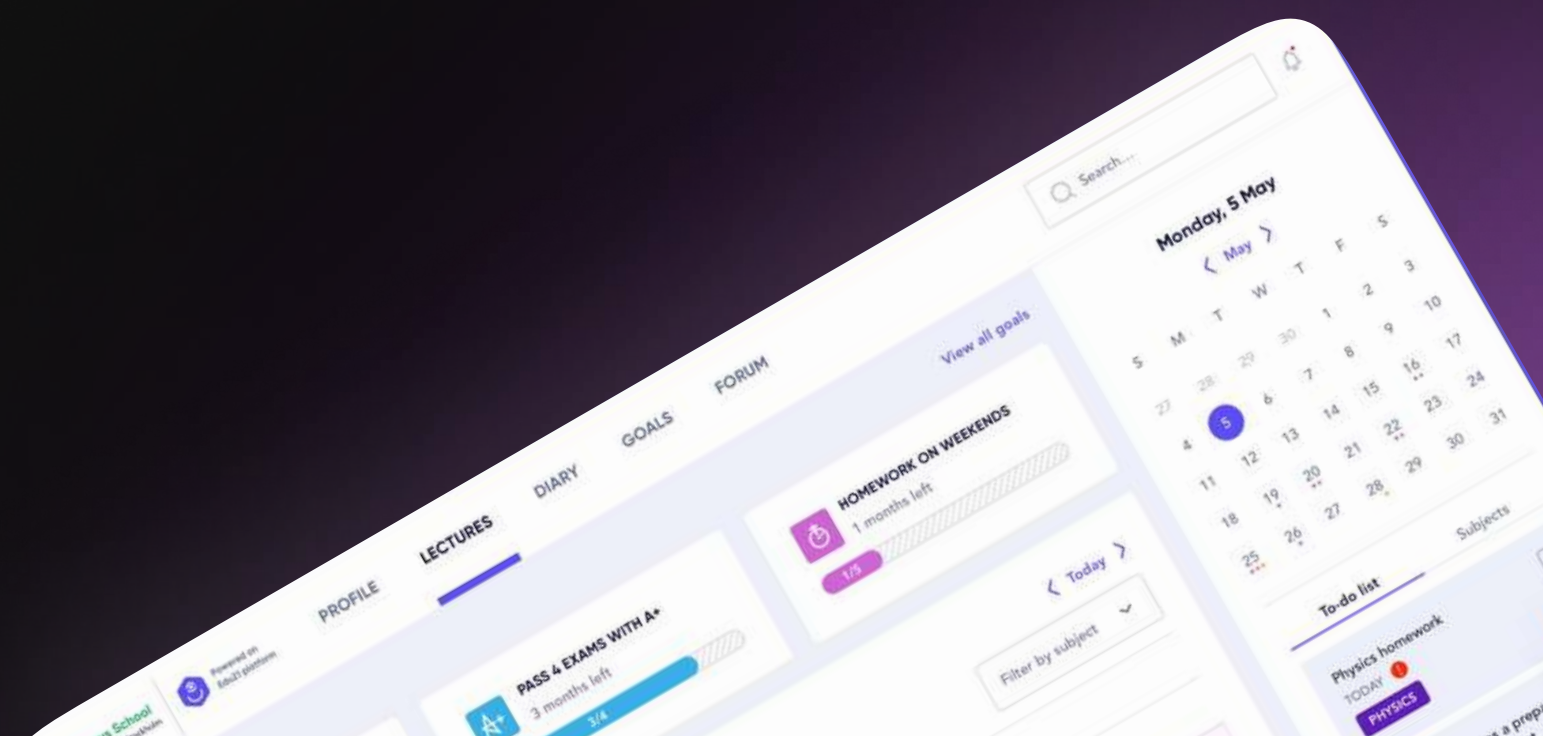 School
Powered on
Edu21 platform
PROFILE
LECTURES
DIARY
GOALS
FORUM
Search...
View all goals
PASS 4 EXAMS WITH A+
3 months left
3/4
HOMEWORK ON WEEKENDS
1 months left
1/5
Today
Filter by subject
Monday, 5 May
May
S M T W T F S
27 28 29 30 1 2 3
4 5 6 7 8 9 10
11 12 13 14 15 16 17
18 19 20 21 22 23 24
25 26 27 28 29 30 31
To-do list Subjects
Physics homework
TODAY !
PHYSICS